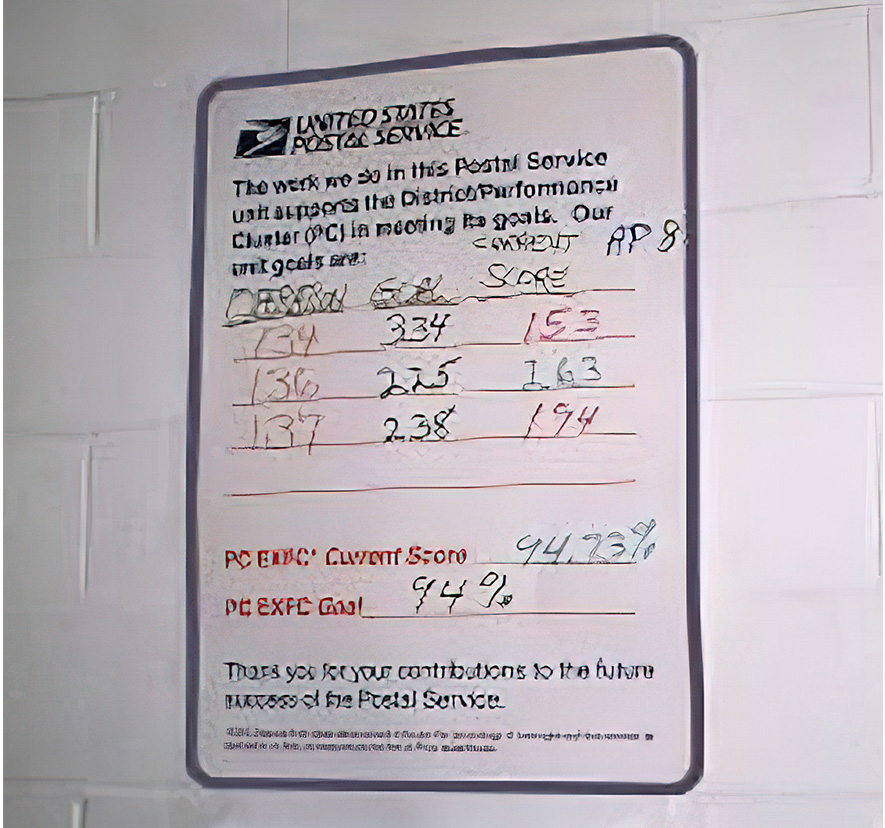 UNITED STATES
POSTAL SERVICE
The work we do in this Postal Service
unit supports the District/Performance
Cluster (PC) in meeting its goals. Our
unit goals are:
CURRENT AP 8
GOAL SCORE
134 334 153
136 225 163
137 238 194
PC EXFC* Current Score 94.73%
PC EXFC Goal 94%
Thank you for your contributions to the future
success of the Postal Service.